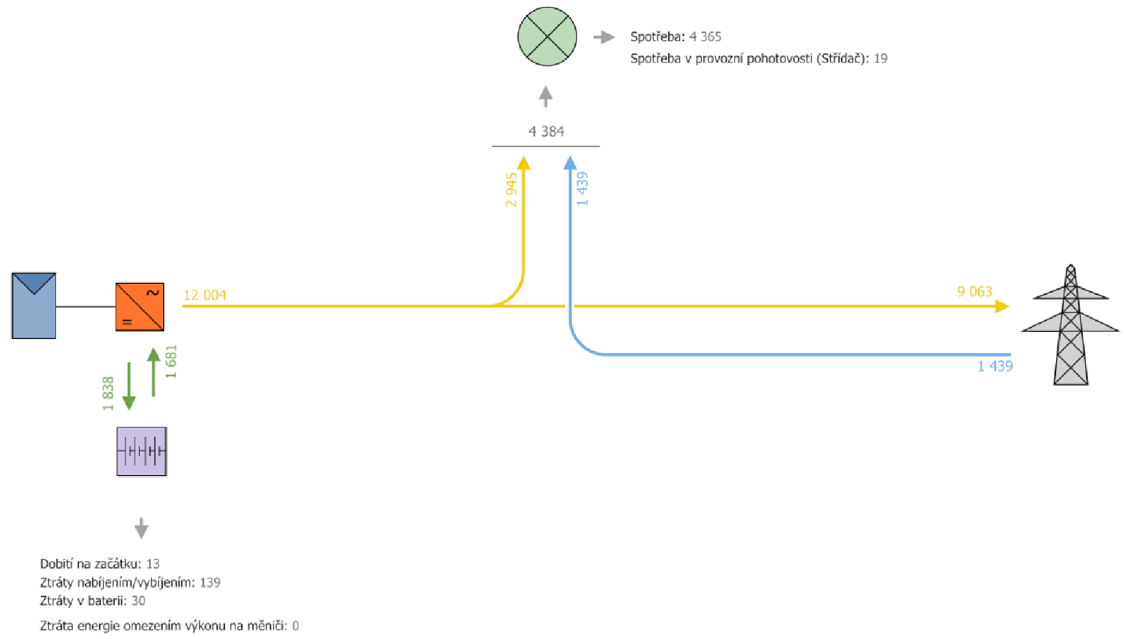 Spotřeba: 4 365
Spotřeba v provozní pohotovosti (Střídač): 19
4 384
2 945
1 439
12 004
9 063
1 439
1 838
1 681
Dobití na začátku: 13
Ztráty nabíjením/vybíjením: 139
Ztráty v baterii: 30
Ztráta energie omezením výkonu na měniči: 0